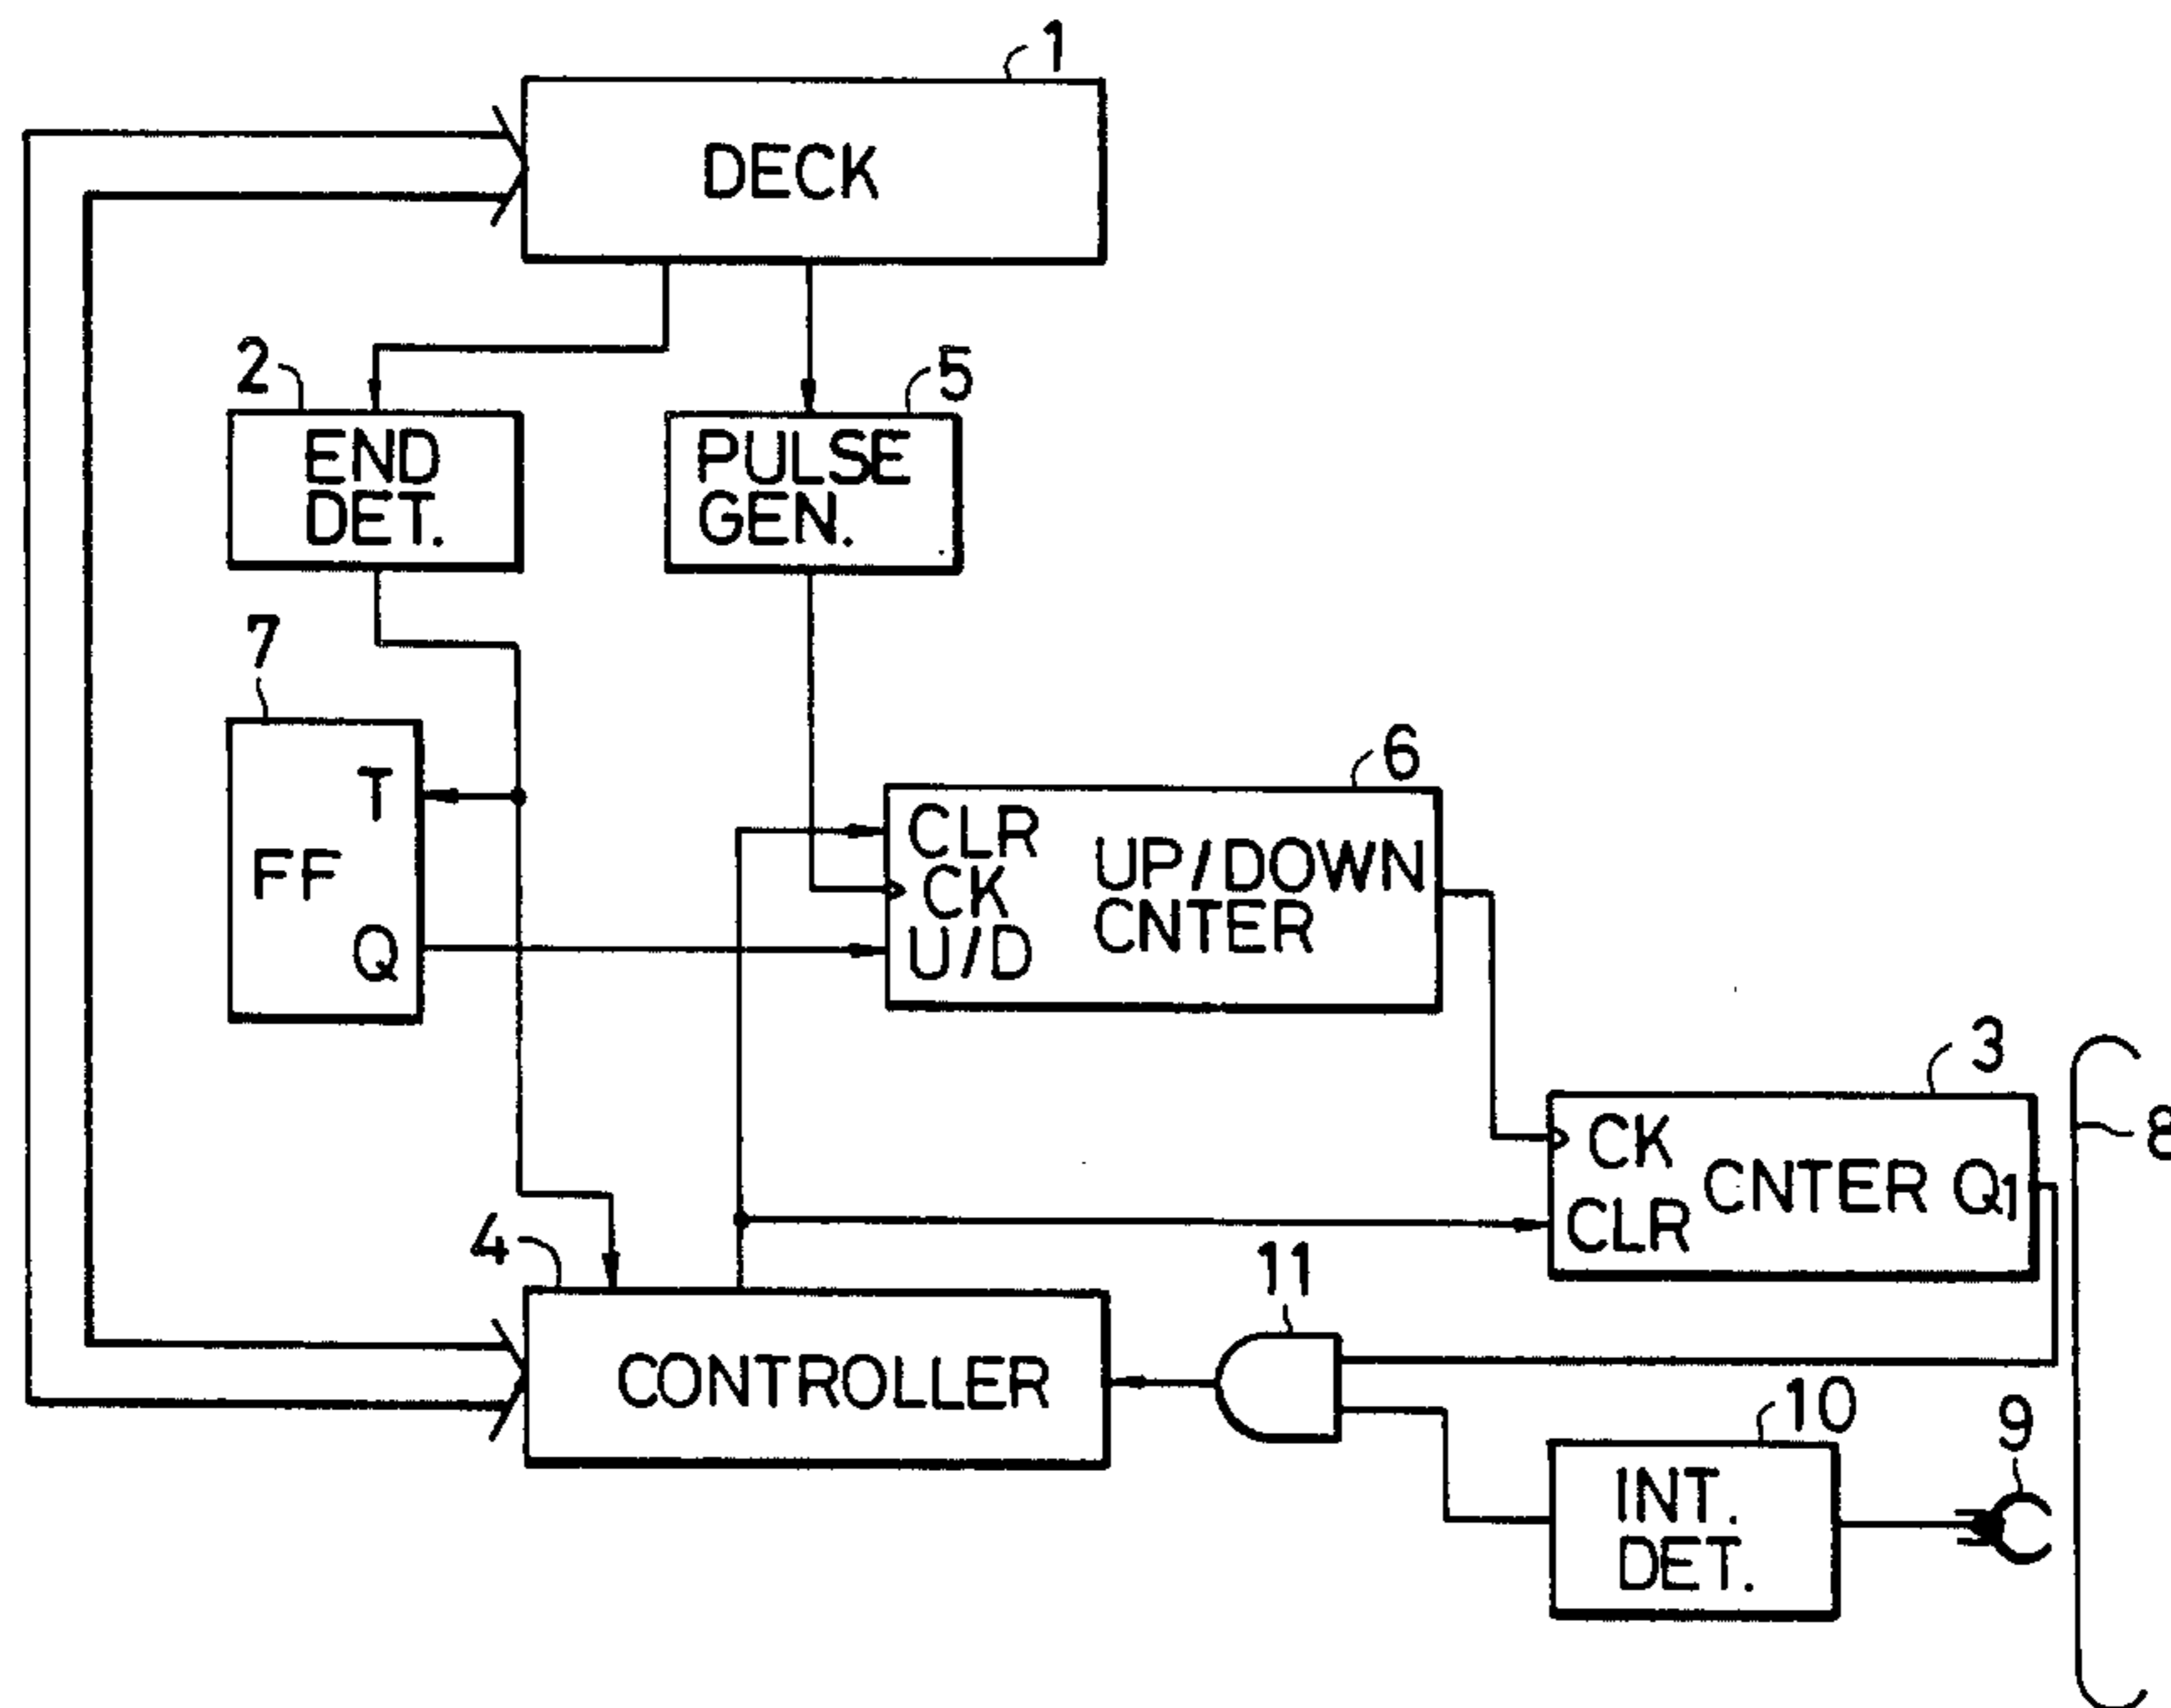 1
DECK
2
END
DET.
5
PULSE
GEN.
7
T
FF
Q
6
CLR
CK
U/D
UP/DOWN
CNTER
3
CK
CLR
CNTER Q1
8
4
CONTROLLER
11
10
INT.
DET.
9